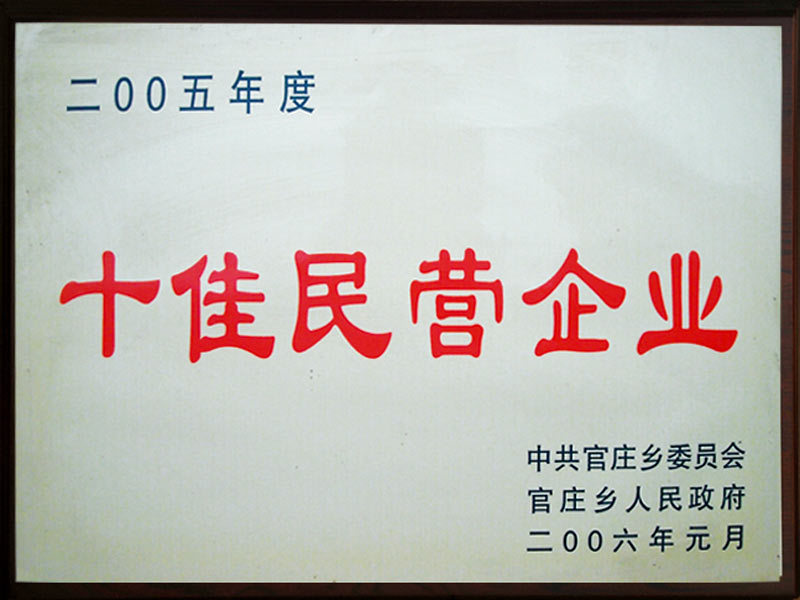 二00五年度
十佳民营企业
中共官庄乡委员会
官庄乡人民政府
二00六年元月